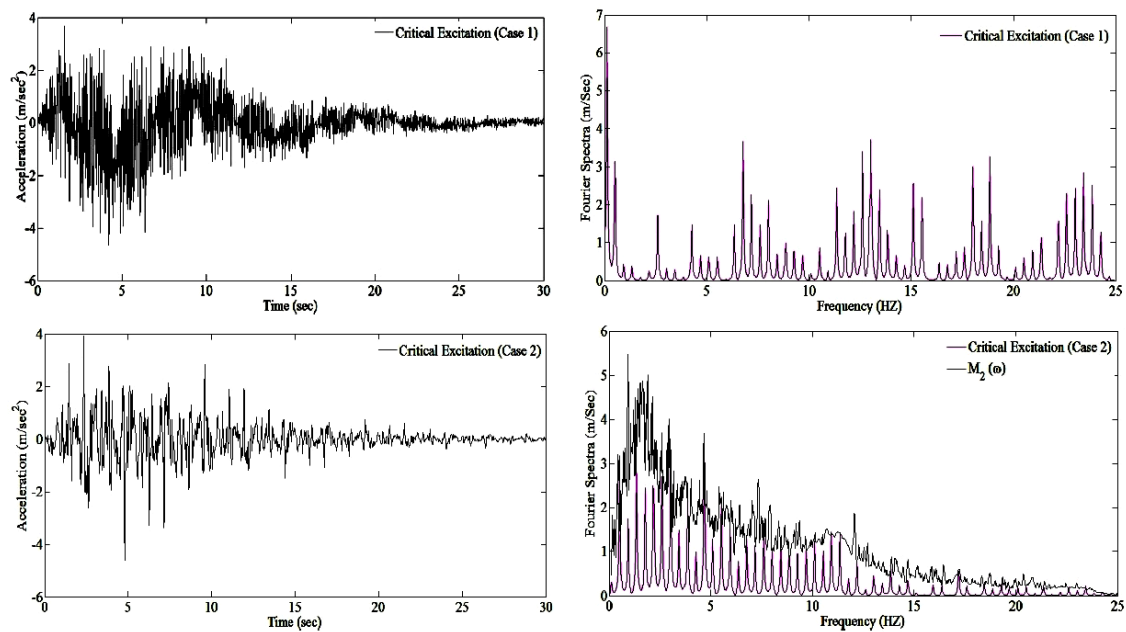 Critical Excitation (Case 1)
Acceleration (m/sec²)
4
2
0
-2
-4
-6
0 5 10 15 20 25 30
Time (sec)
Critical Excitation (Case 1)
Fourier Spectra (m/Sec)
7
6
5
4
3
2
1
0
0 5 10 15 20 25
Frequency (HZ)
Critical Excitation (Case 2)
Acceleration (m/sec²)
4
2
0
-2
-4
-6
0 5 10 15 20 25 30
Time (sec)
Critical Excitation (Case 2)
M₂ (ω)
Fourier Spectra (m/Sec)
6
5
4
3
2
1
0
0 5 10 15 20 25
Frequency (HZ)